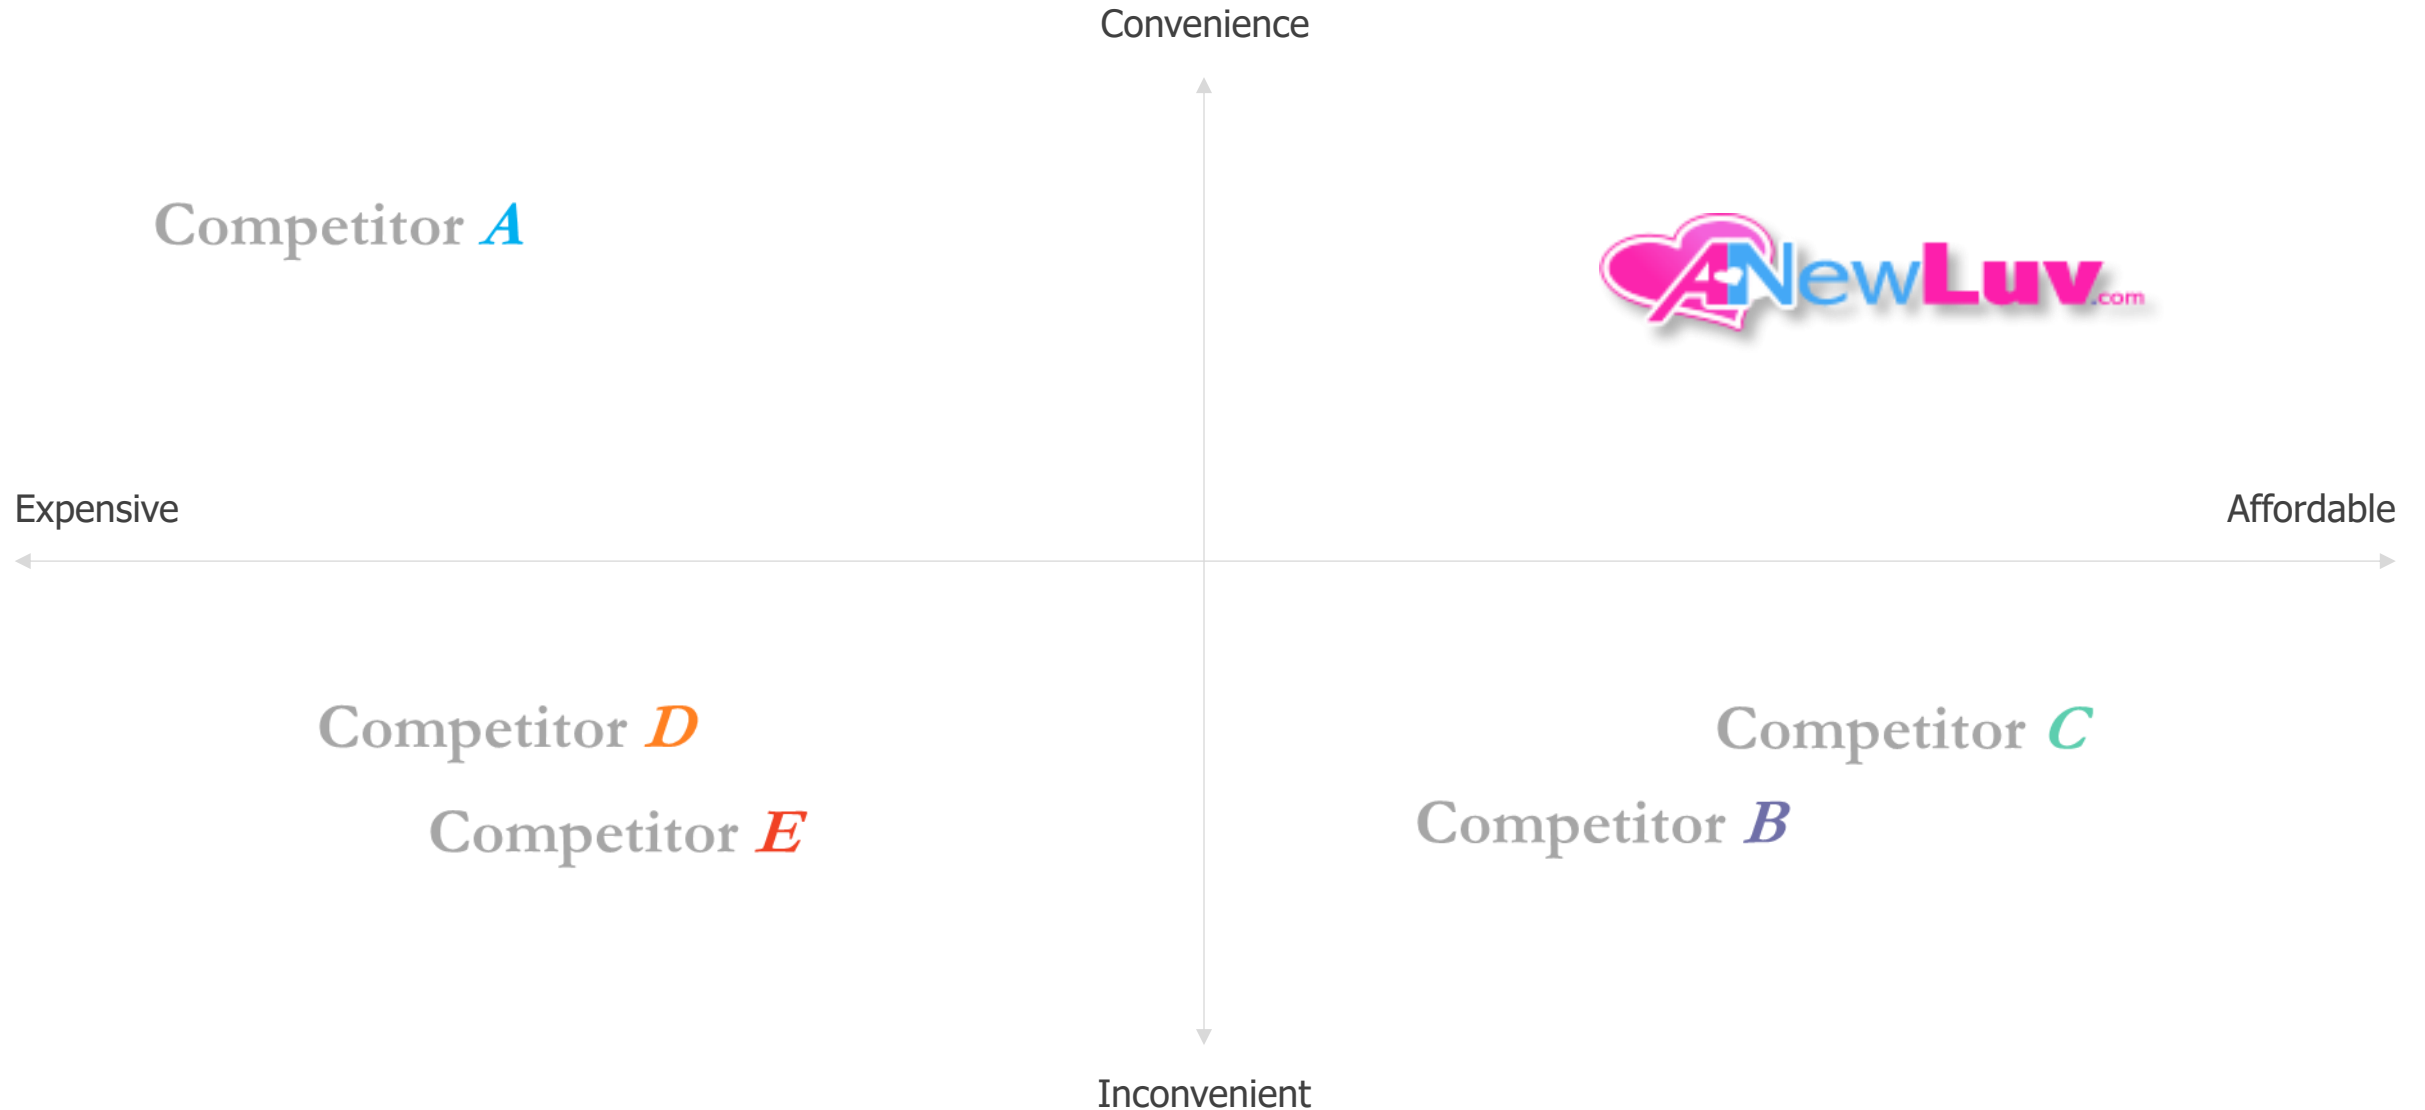 Convenience
Competitor A
ANewLuv.com
Expensive
Affordable
Competitor D
Competitor C
Competitor B
Competitor E
Inconvenient